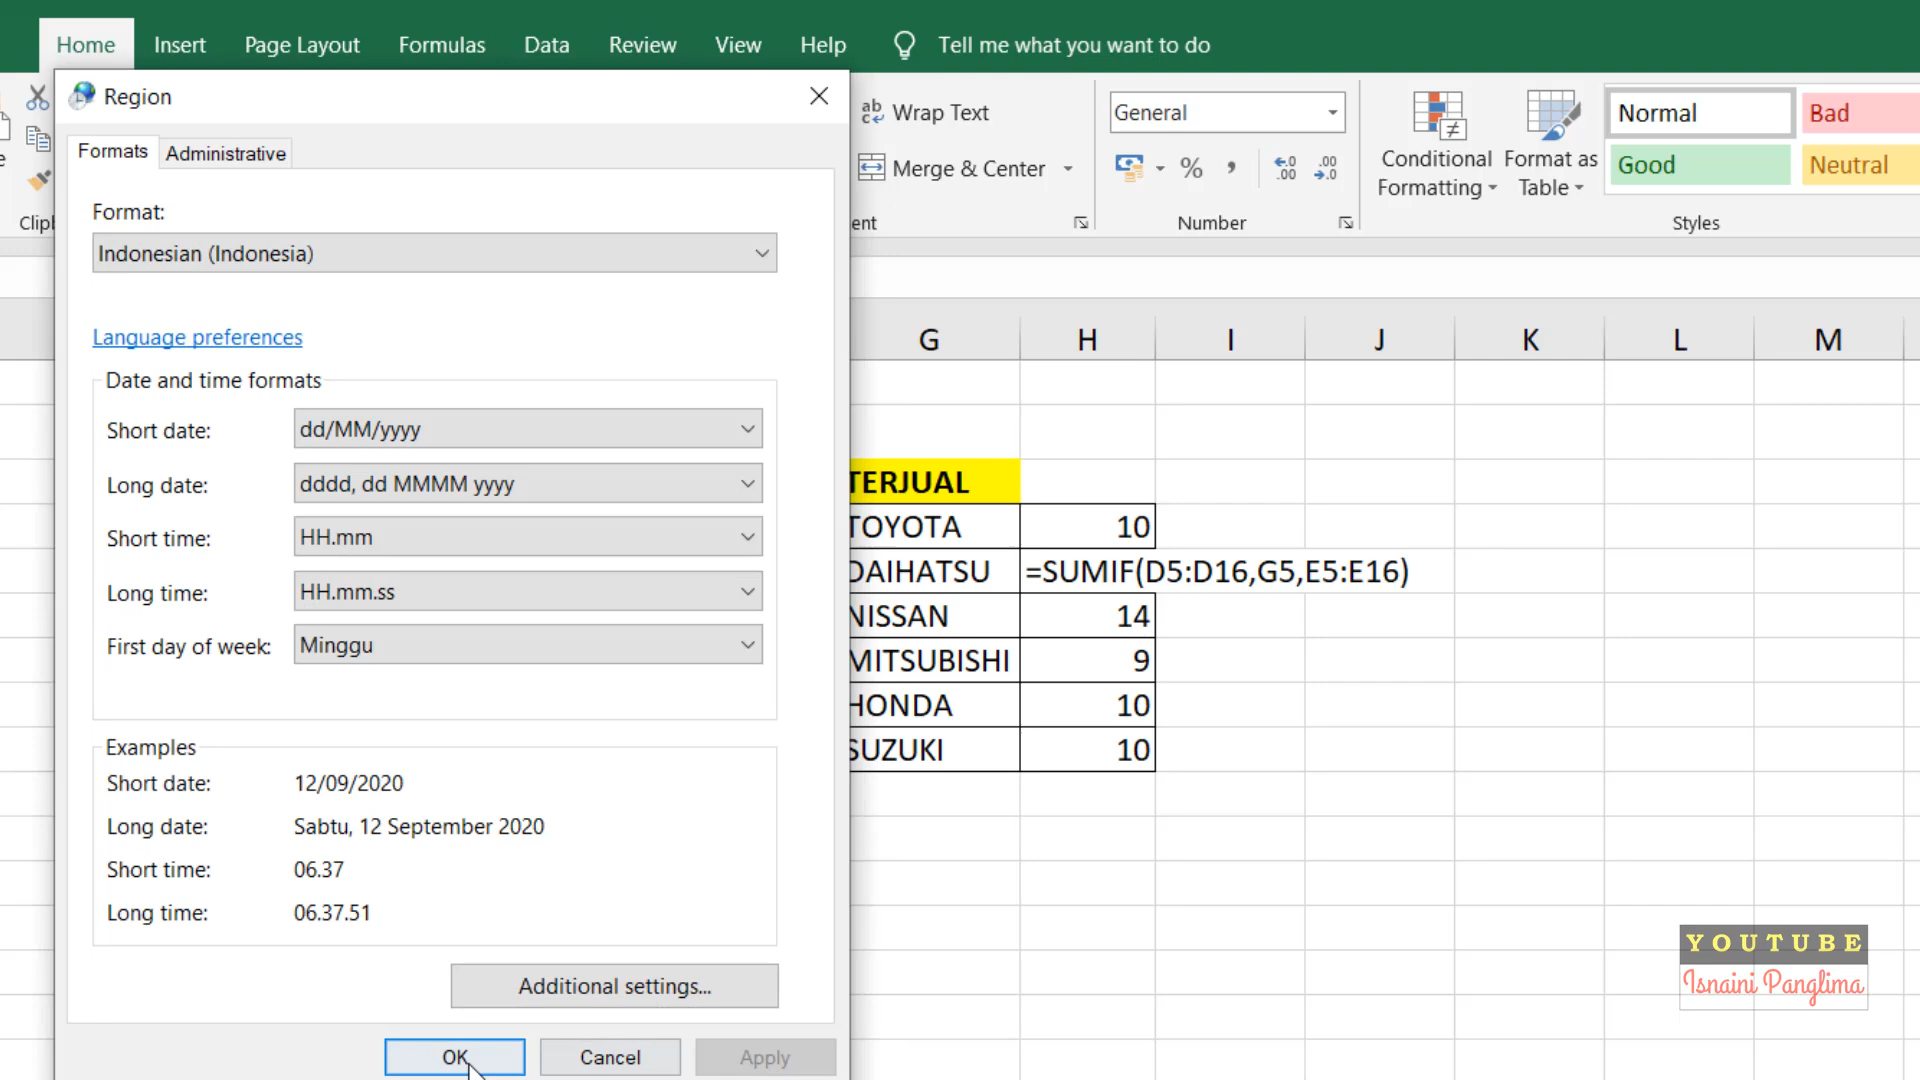 Home Insert Page Layout Formulas Data Review View Help Tell me what you want to do
Region
Formats Administrative
Format:
Indonesian (Indonesia)
Language preferences
Date and time formats
Short date: dd/MM/yyyy
Long date: dddd, dd MMMM yyyy
Short time: HH.mm
Long time: HH.mm.ss
First day of week: Minggu
Examples
Short date: 12/09/2020
Long date: Sabtu, 12 September 2020
Short time: 06.37
Long time: 06.37.51
Additional settings...
OK Cancel Apply
Wrap Text
Merge & Center
General
% , .00 .00
Number
Conditional Formatting
Format as Table
Normal Bad
Good Neutral
Styles
G H I J K L M
TERJUAL
TOYOTA 10
DAIHATSU =SUMIF(D5:D16,G5,E5:E16)
NISSAN 14
MITSUBISHI 9
HONDA 10
SUZUKI 10
YOUTUBE
Isnaini Panglima